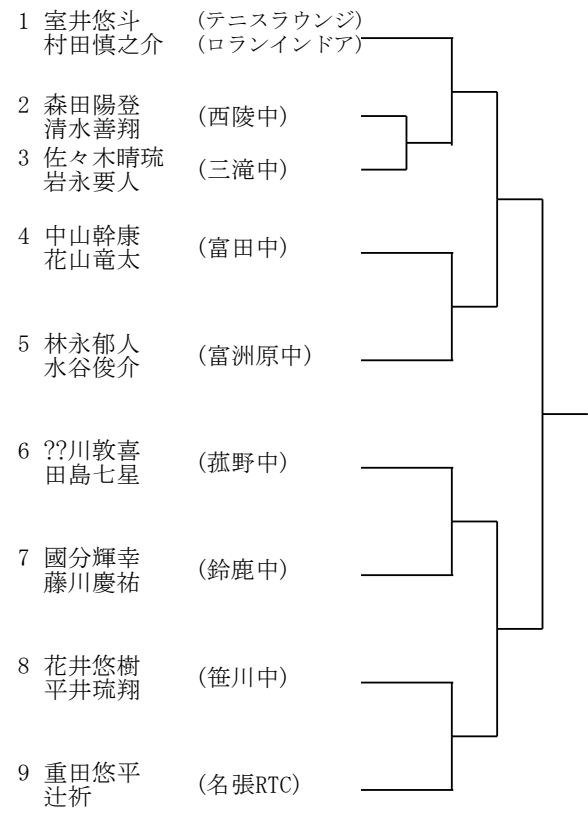 1 室井悠斗 (テニスラウンジ)
村田慎之介 (ロランインドア)
2 森田陽登 (西陵中)
清水善翔
3 佐々木晴琉 (三滝中)
岩永要人
4 中山幹康 (富田中)
花山竜太
5 林永郁人 (富洲原中)
水谷俊介
6 ??川敦喜 (菰野中)
田島七星
7 國分輝幸 (鈴鹿中)
藤川慶祐
8 花井悠樹 (笹川中)
平井琉翔
9 重田悠平 (名張RTC)
辻祈